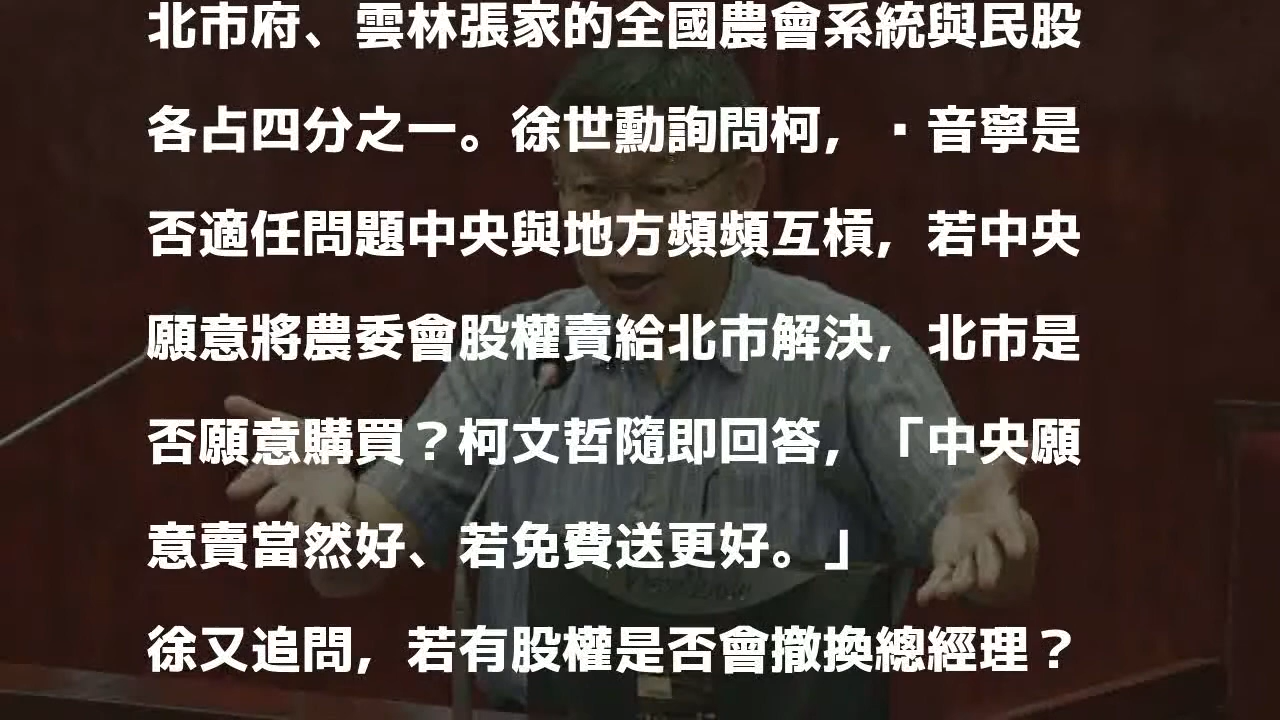 北市府、雲林張家的全國農會系統與民股
各占四分之一。徐世勳詢問柯，▪音寧是
否適任問題中央與地方頻頻互槓，若中央
願意將農委會股權賣給北市解決，北市是
否願意購買？柯文哲隨即回答，「中央願
意賣當然好、若免費送更好。」
徐又追問，若有股權是否會撤換總經理？